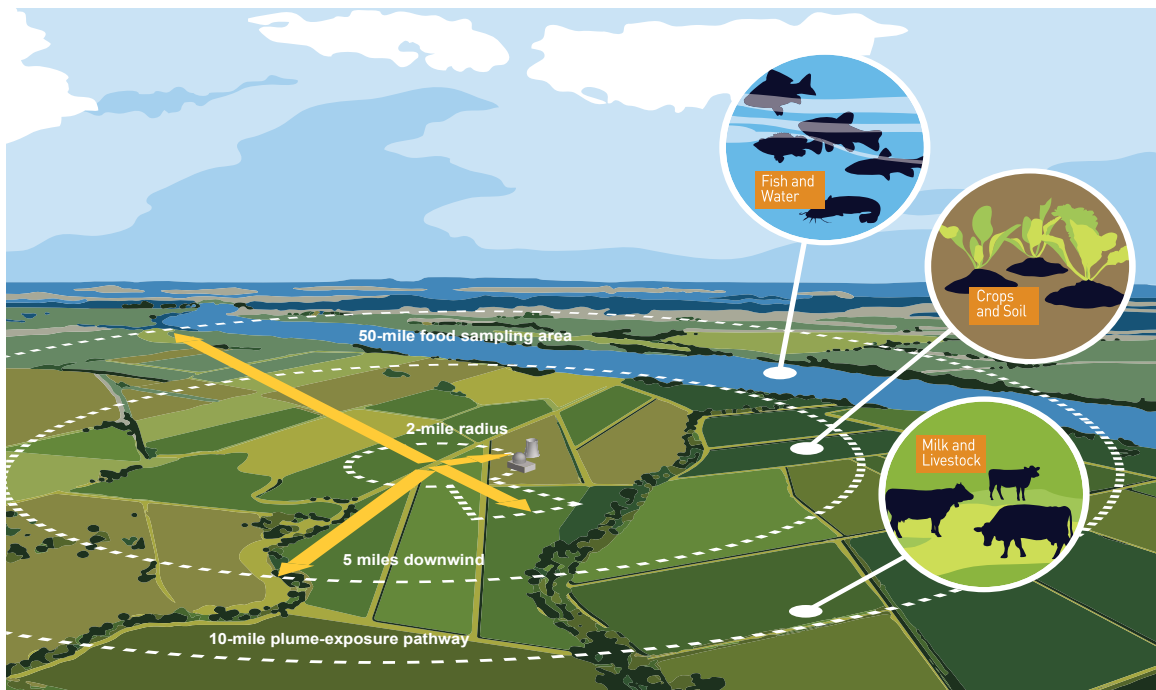 Fish and
Water
Crops
and Soil
50-mile food sampling area
2-mile radius
Milk and
Livestock
5 miles downwind
10-mile plume-exposure pathway